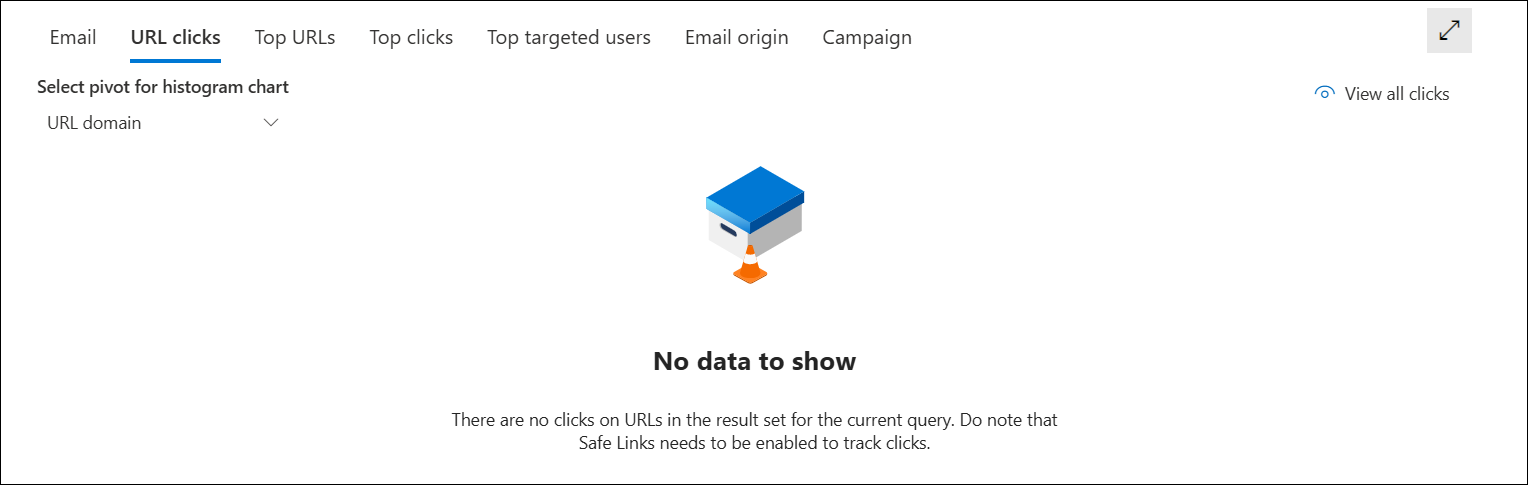 Email URL clicks Top URLs Top clicks Top targeted users Email origin Campaign
Select pivot for histogram chart
View all clicks
URL domain
No data to show
There are no clicks on URLs in the result set for the current query. Do note that
Safe Links needs to be enabled to track clicks.